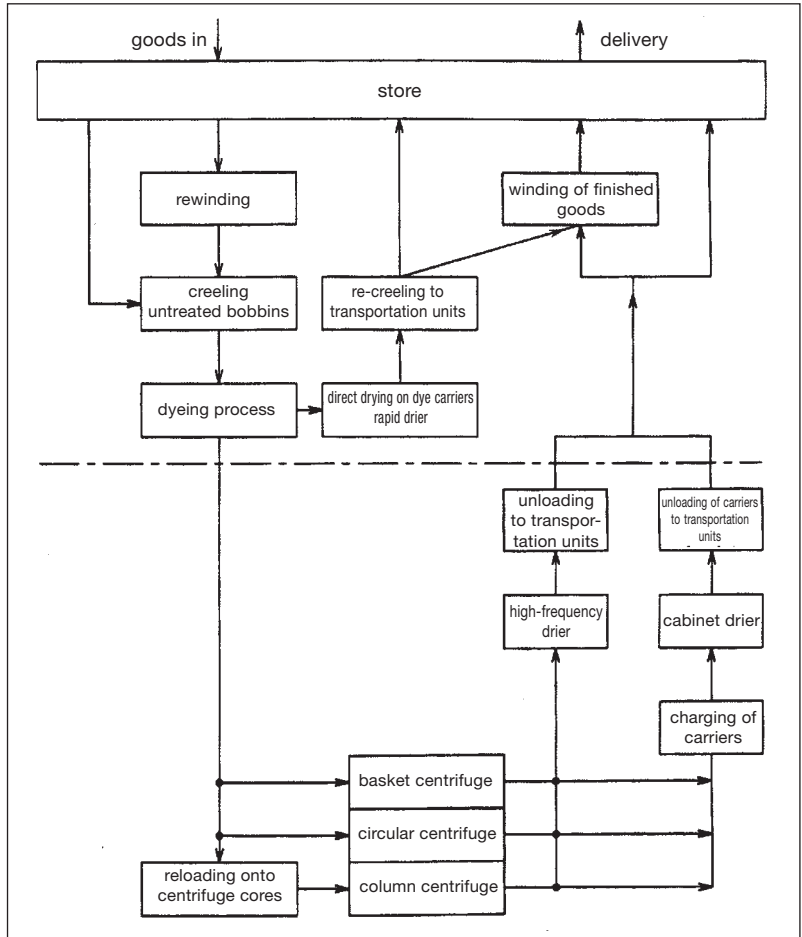 goods in
delivery
store
rewinding
winding of finished
goods
creeling
untreated bobbins
re-creeling to
transportation units
dyeing process
direct drying on dye carriers
rapid drier
unloading
to transpor-
tation units
unloading of carriers
to transportation
units
high-frequency
drier
cabinet drier
charging of
carriers
basket centrifuge
circular centrifuge
reloading onto
centrifuge cores
column centrifuge